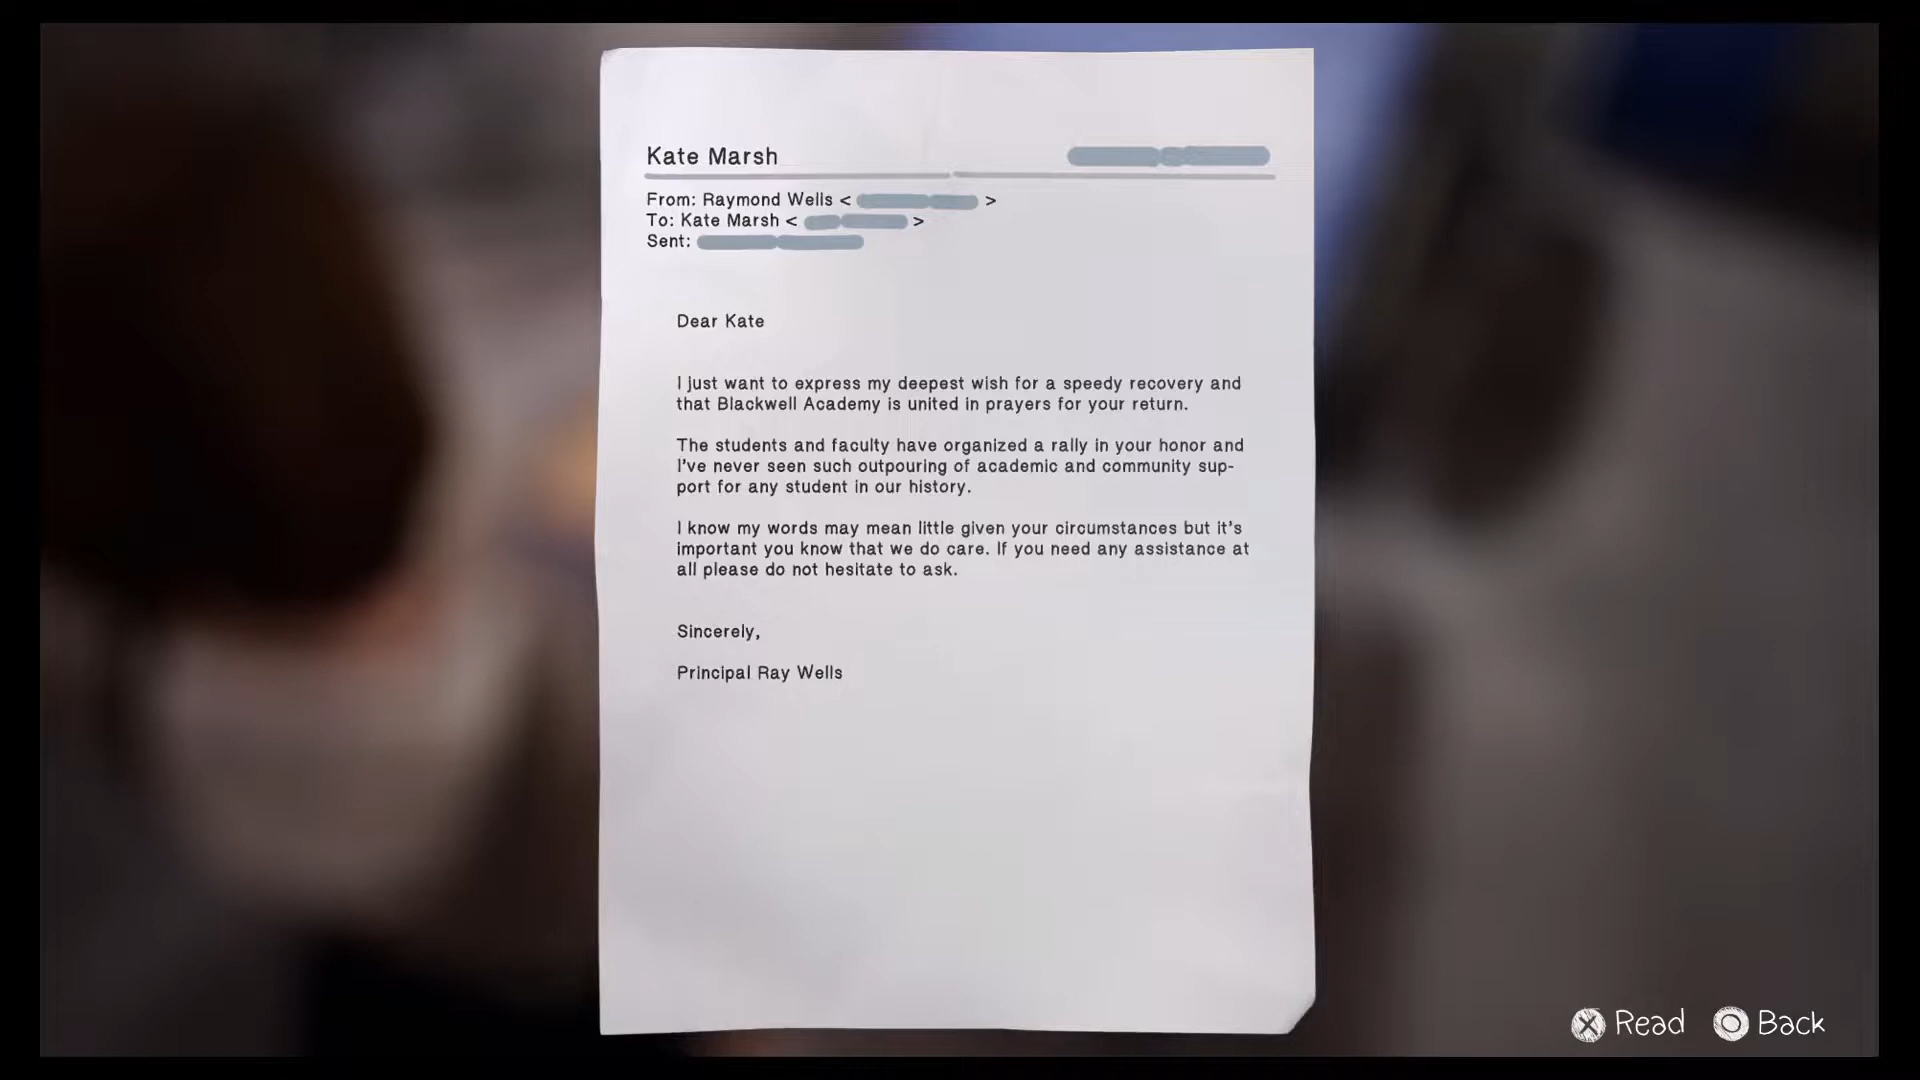 Kate Marsh
From: Raymond Wells < >
To: Kate Marsh < >
Sent:
Dear Kate
I just want to express my deepest wish for a speedy recovery and
that Blackwell Academy is united in prayers for your return.
The students and faculty have organized a rally in your honor and
I've never seen such outpouring of academic and community sup-
port for any student in our history.
I know my words may mean little given your circumstances but it's
important you know that we do care. If you need any assistance at
all please do not hesitate to ask.
Sincerely,
Principal Ray Wells
Read Back